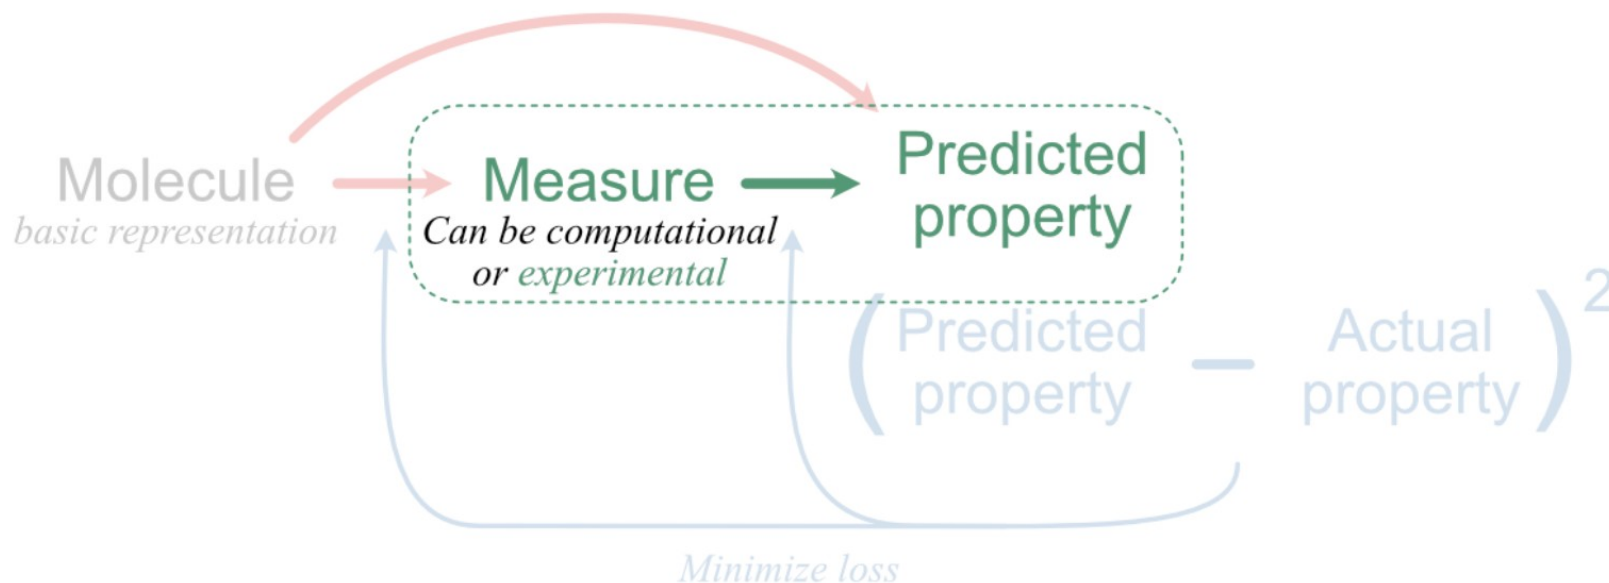 Molecule
basic representation
Measure
Can be computational
or experimental
Predicted
property
(Predicted
property
−
Actual
property)²
Minimize loss